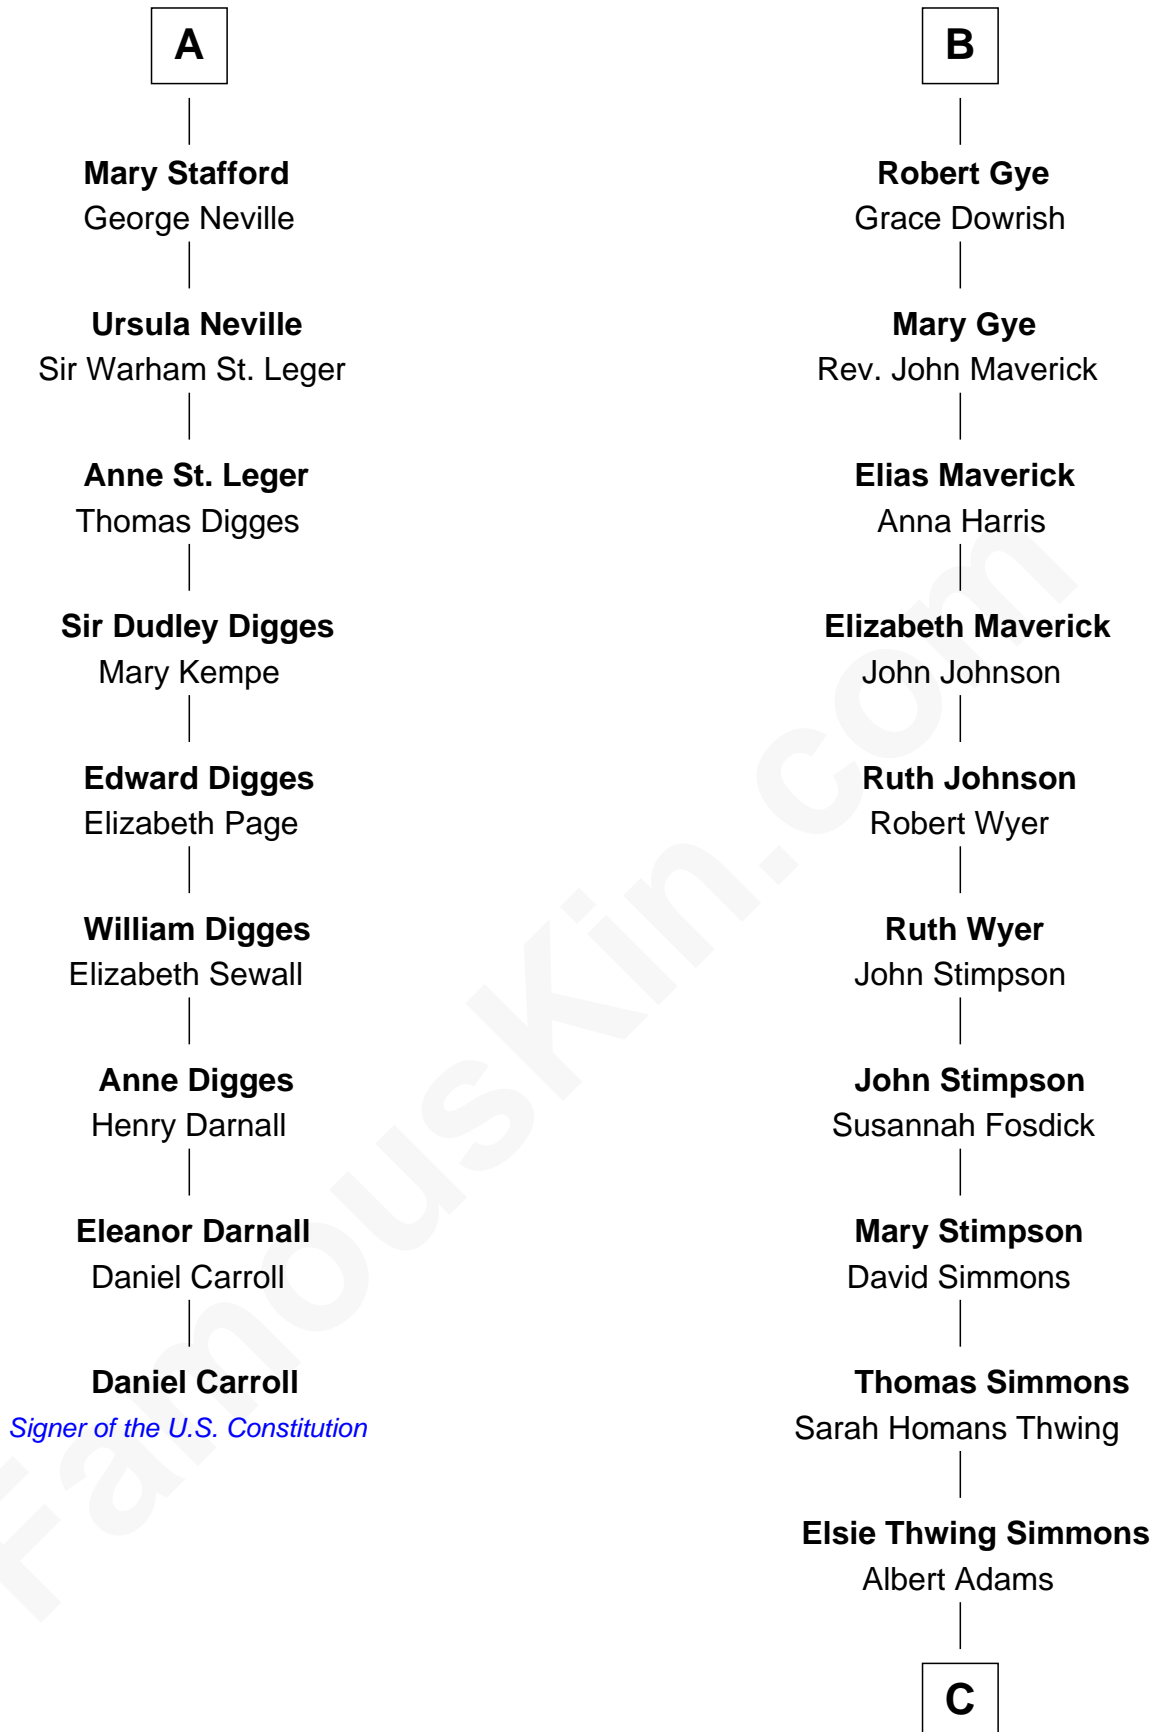 A
Mary Stafford
George Neville
Ursula Neville
Sir Warham St. Leger
Anne St. Leger
Thomas Digges
Sir Dudley Digges
Mary Kempe
Edward Digges
Elizabeth Page
William Digges
Elizabeth Sewall
Anne Digges
Henry Darnall
Eleanor Darnall
Daniel Carroll
Daniel Carroll
Signer of the U.S. Constitution
B
Robert Gye
Grace Dowrish
Mary Gye
Rev. John Maverick
Elias Maverick
Anna Harris
Elizabeth Maverick
John Johnson
Ruth Johnson
Robert Wyer
Ruth Wyer
John Stimpson
John Stimpson
Susannah Fosdick
Mary Stimpson
David Simmons
Thomas Simmons
Sarah Homans Thwing
Elsie Thwing Simmons
Albert Adams
C
FamousKin.com